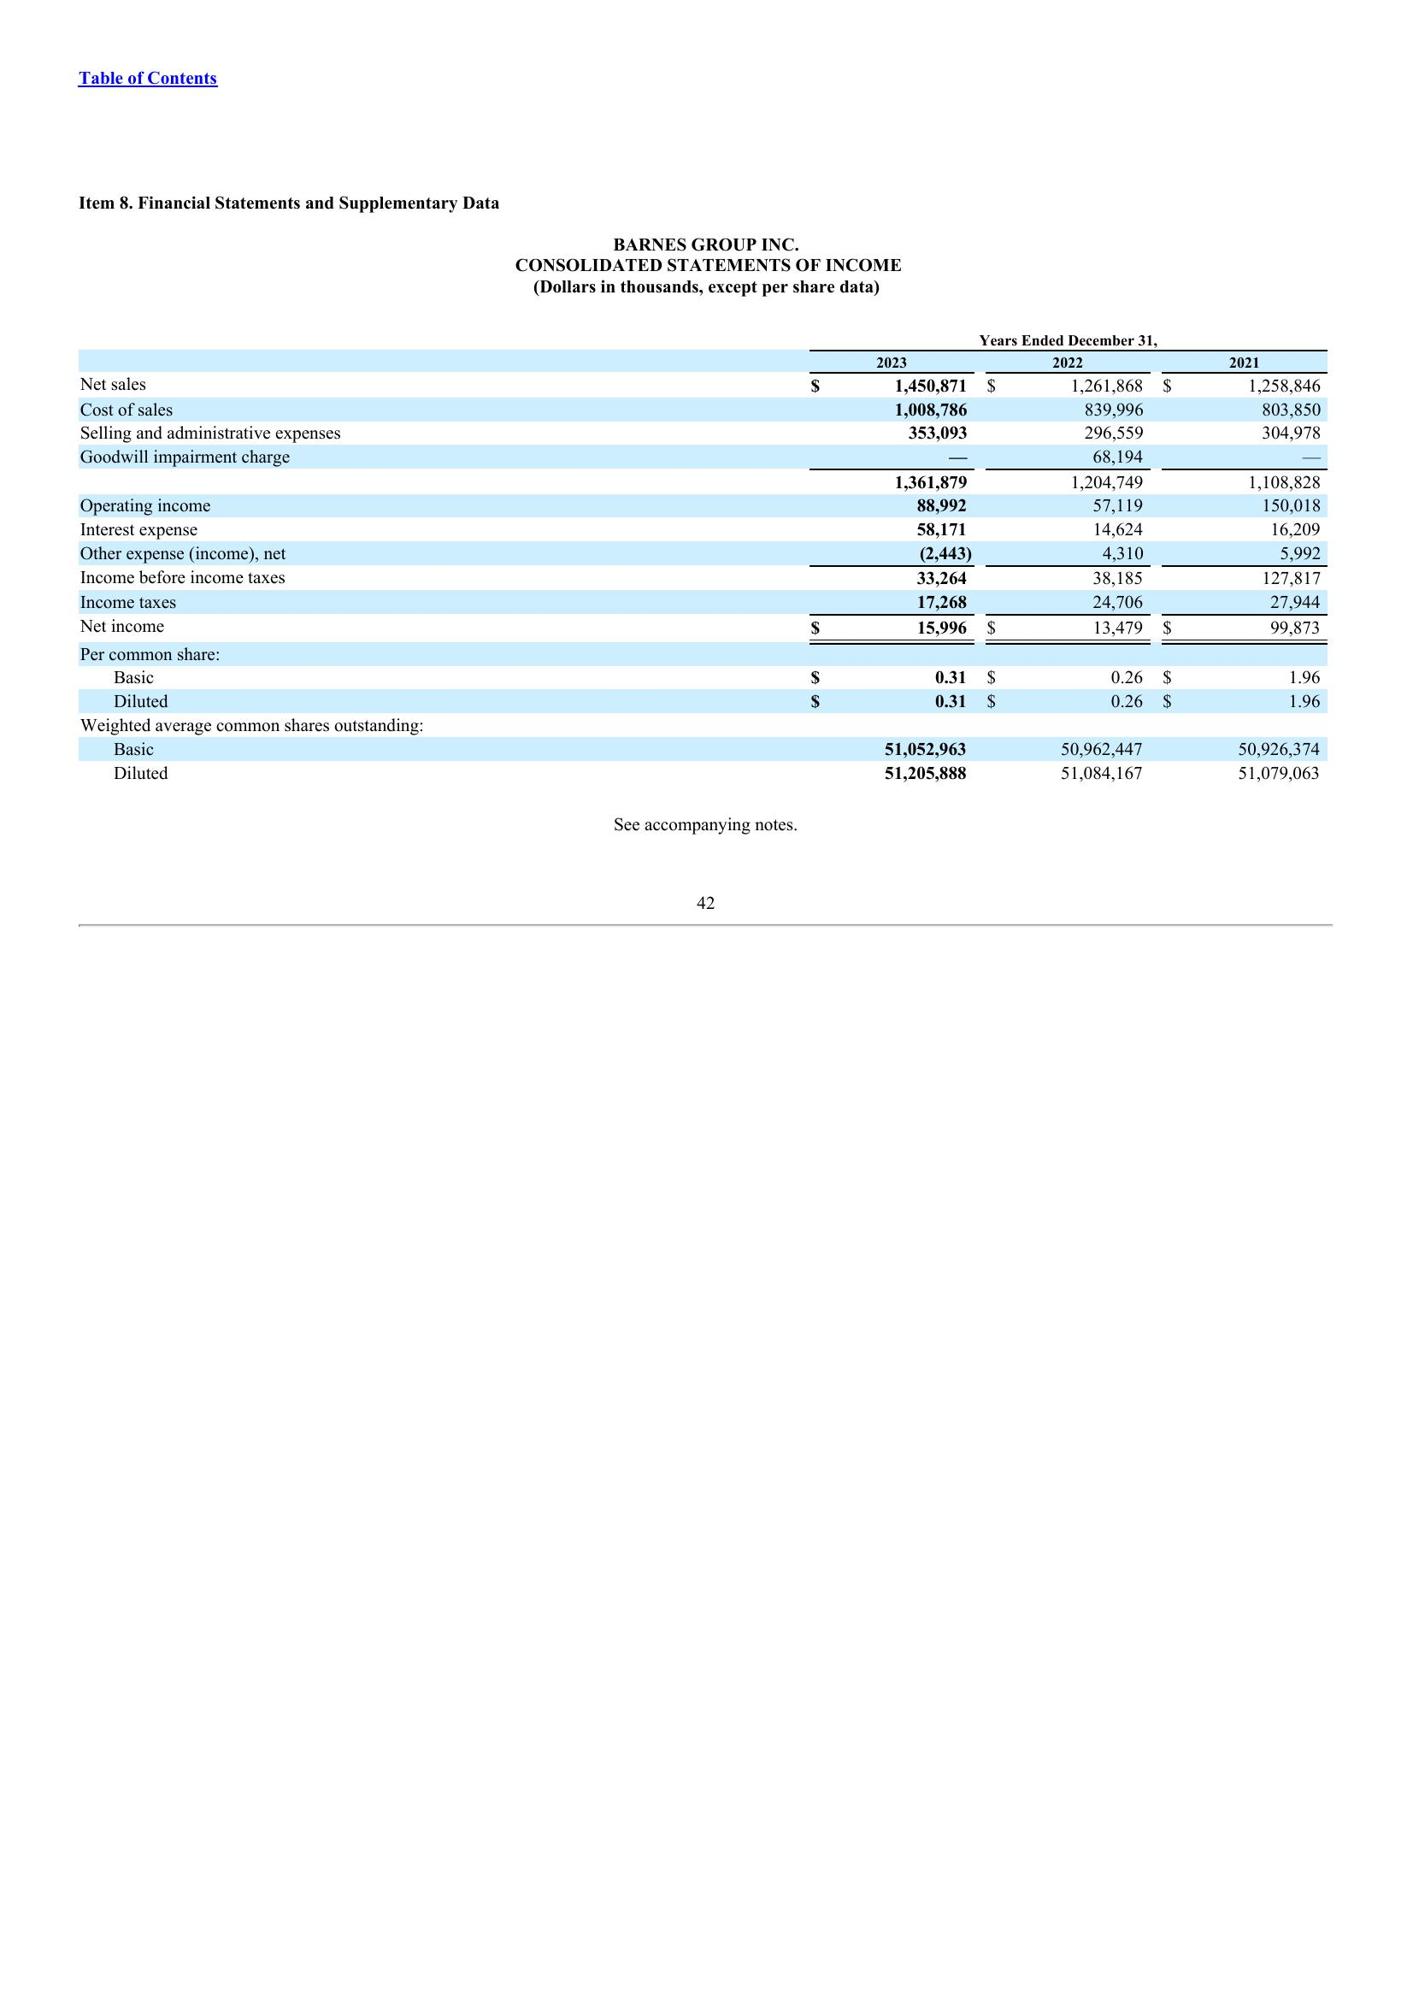 Table of Contents
Item 8. Financial Statements and Supplementary Data
BARNES GROUP INC.
CONSOLIDATED STATEMENTS OF INCOME
(Dollars in thousands, except per share data)
Years Ended December 31,
2023 2022 2021
Net sales $ 1,450,871 $ 1,261,868 $ 1,258,846
Cost of sales 1,008,786 839,996 803,850
Selling and administrative expenses 353,093 296,559 304,978
Goodwill impairment charge — 68,194 —
1,361,879 1,204,749 1,108,828
Operating income 88,992 57,119 150,018
Interest expense 58,171 14,624 16,209
Other expense (income), net (2,443) 4,310 5,992
Income before income taxes 33,264 38,185 127,817
Income taxes 17,268 24,706 27,944
Net income $ 15,996 $ 13,479 $ 99,873
Per common share:
Basic $ 0.31 $ 0.26 $ 1.96
Diluted $ 0.31 $ 0.26 $ 1.96
Weighted average common shares outstanding:
Basic 51,052,963 50,962,447 50,926,374
Diluted 51,205,888 51,084,167 51,079,063
See accompanying notes.
42